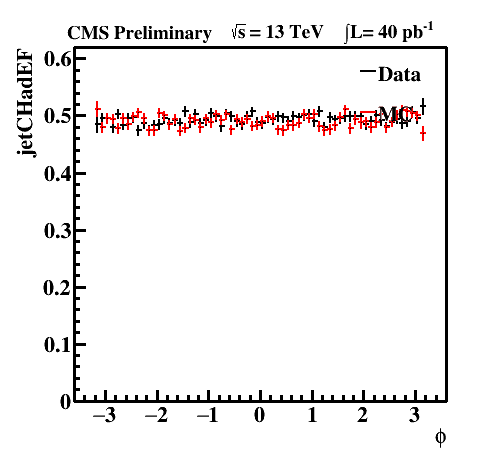 CMS Preliminary √s = 13 TeV ∫L= 40 pb-1
jetCHadEF
0.6
0.5
0.4
0.3
0.2
0.1
0
Data
MC
−3 −2 −1 0 1 2 3
ϕ